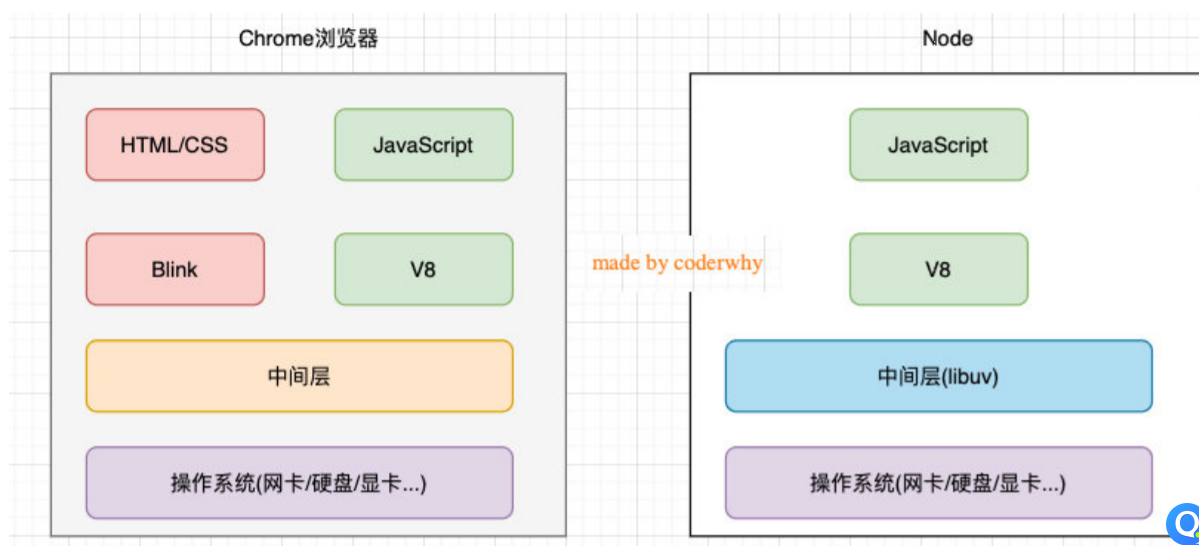 Chrome浏览器
Node
HTML/CSS
JavaScript
JavaScript
Blink
V8
made by coderwhy
V8
中间层
中间层(libuv)
操作系统(网卡/硬盘/显卡...)
操作系统(网卡/硬盘/显卡...)